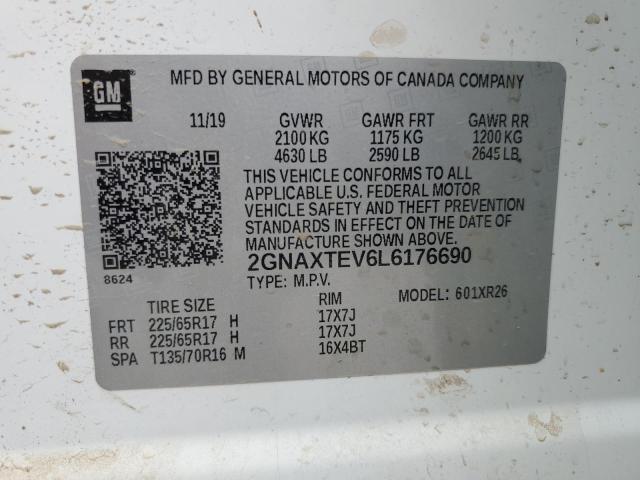 GM
MFD BY GENERAL MOTORS OF CANADA COMPANY
11/19 GVWR GAWR FRT GAWR RR
2100 KG 1175 KG 1200 KG
4630 LB 2590 LB 2645 LB
THIS VEHICLE CONFORMS TO ALL
APPLICABLE U.S. FEDERAL MOTOR
VEHICLE SAFETY AND THEFT PREVENTION
STANDARDS IN EFFECT ON THE DATE OF
MANUFACTURE SHOWN ABOVE.
2GNAXTEV6L6176690
8624
TYPE: M.P.V. MODEL: 601XR26
TIRE SIZE RIM
FRT 225/65R17 H 17X7J
RR 225/65R17 H 17X7J
SPA T135/70R16 M 16X4BT